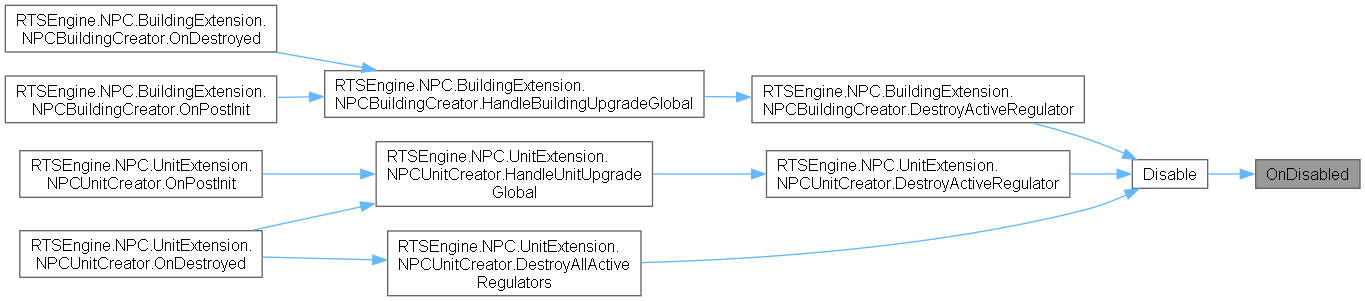 RTSEngine.NPC.BuildingExtension.
NPCBuildingCreator.OnDestroyed
RTSEngine.NPC.BuildingExtension.
NPCBuildingCreator.OnPostInit
RTSEngine.NPC.UnitExtension.
NPCUnitCreator.OnPostInit
RTSEngine.NPC.UnitExtension.
NPCUnitCreator.OnDestroyed
RTSEngine.NPC.BuildingExtension.
NPCBuildingCreator.HandleBuildingUpgradeGlobal
RTSEngine.NPC.UnitExtension.
NPCUnitCreator.HandleUnitUpgrade
Global
RTSEngine.NPC.UnitExtension.
NPCUnitCreator.DestroyAllActive
Regulators
RTSEngine.NPC.BuildingExtension.
NPCBuildingCreator.DestroyActiveRegulator
RTSEngine.NPC.UnitExtension.
NPCUnitCreator.DestroyActiveRegulator
Disable
OnDisabled